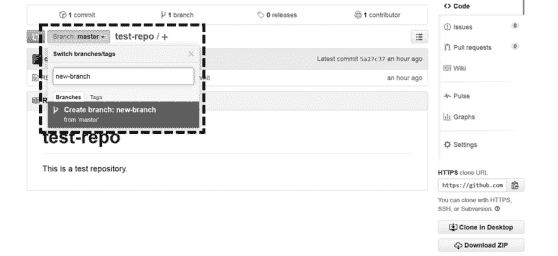 1 commit
1 branch
0 releases
1 contributor
Branch: master
test-repo / +
Switch branches/tags
Latest commit 5a27c37 an hour ago
new-branch
an hour ago
Branches
Tags
Create branch: new-branch
from 'master'
test-repo
This is a test repository.
Code
Issues 0
Pull requests 0
Wiki
Pulse
Graphs
Settings
HTTPS clone URL
https://github.com
You can clone with HTTPS,
SSH, or Subversion.
Clone in Desktop
Download ZIP